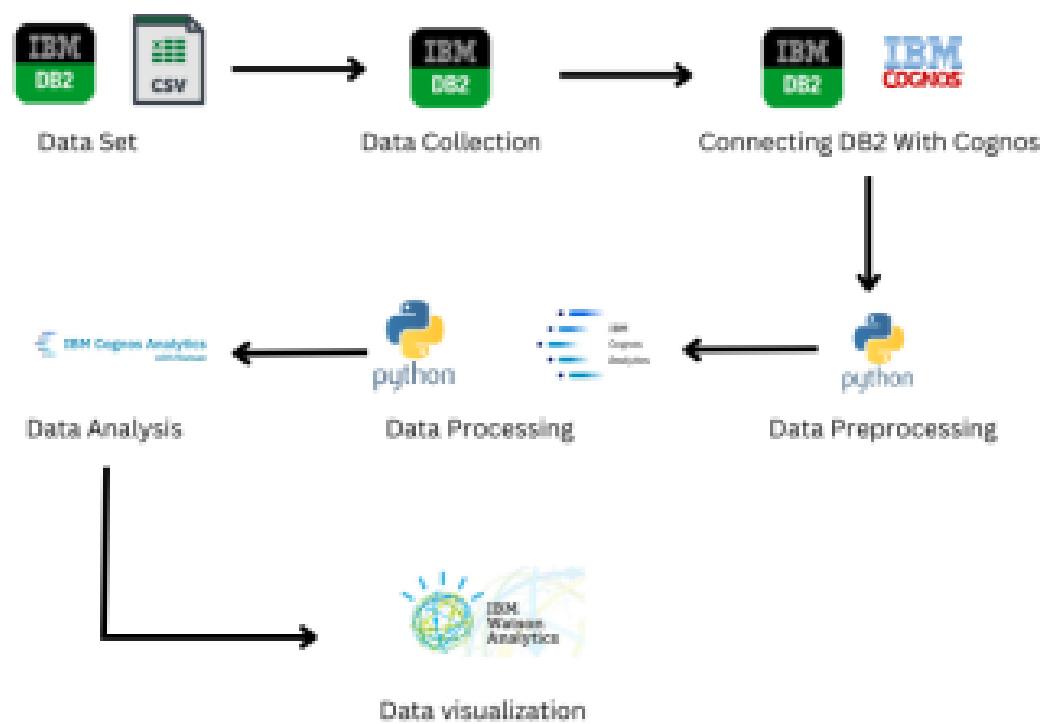 IBM
DB2
CSV
Data Set
IBM
DB2
Data Collection
IBM
DB2
IBM
COGNOS
Connecting DB2 With Cognos
IBM Cognos Analytics
Data Analysis
python
IBM
Cognos
Analytics
Data Processing
python
Data Preprocessing
IBM
Watson
Analytics
Data visualization